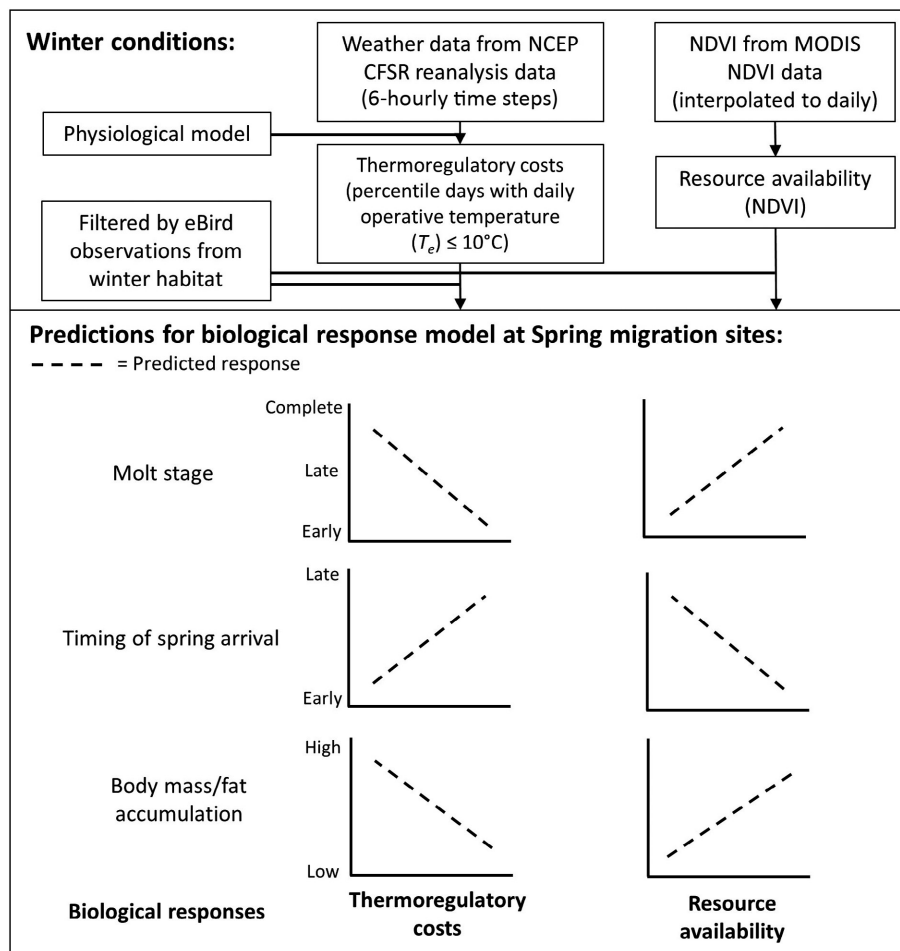 Winter conditions:
Weather data from NCEP
CFSR reanalysis data
(6-hourly time steps)
NDVI from MODIS
NDVI data
(interpolated to daily)
Physiological model
Thermoregulatory costs
(percentile days with daily
operative temperature
(Te) ≤ 10°C)
Resource availability
(NDVI)
Filtered by eBird
observations from
winter habitat
Predictions for biological response model at Spring migration sites:
= Predicted response
Molt stage
Complete
Late
Early
Timing of spring arrival
Late
Early
Body mass/fat
accumulation
High
Low
Biological responses
Thermoregulatory
costs
Resource
availability